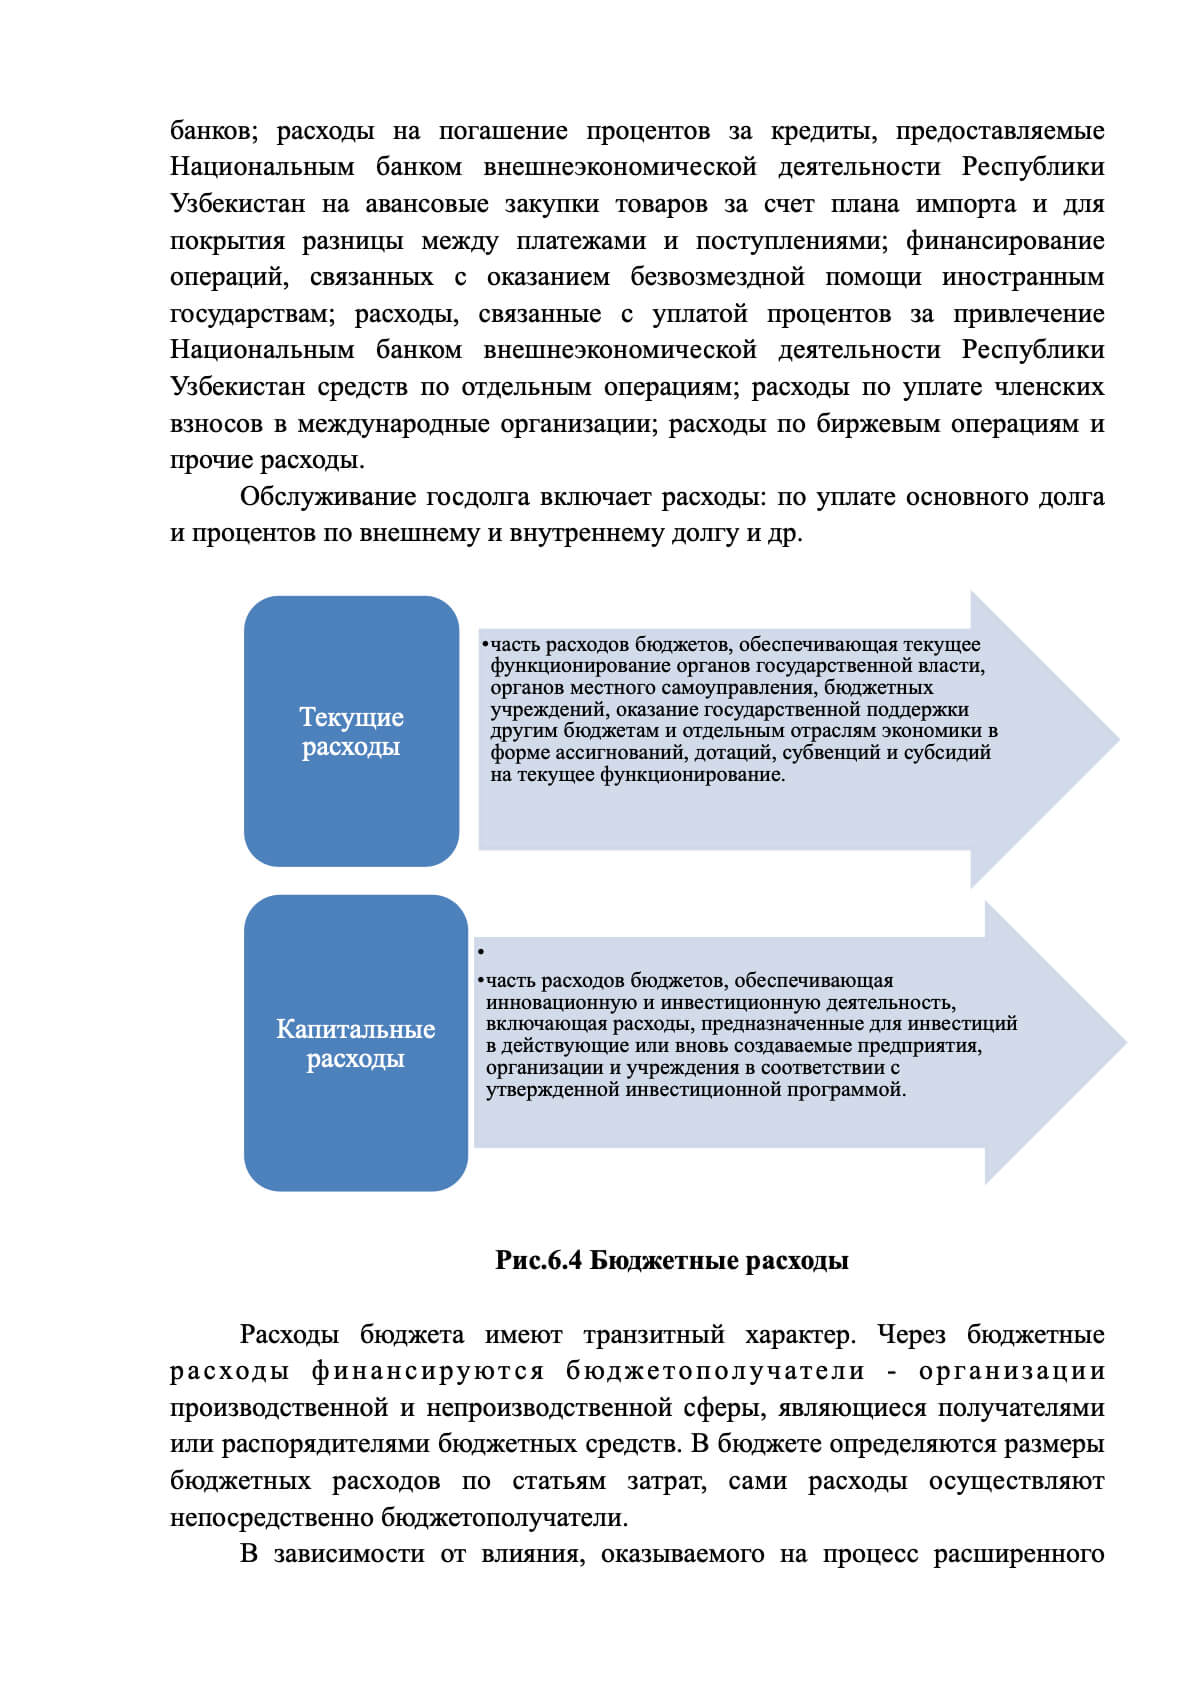 банков; расходы на погашение процентов за кредиты, предоставляемые
Национальным банком внешнеэкономической деятельности Республики
Узбекистан на авансовые закупки товаров за счет плана импорта и для
покрытия разницы между платежами и поступлениями; финансирование
операций, связанных с оказанием безвозмездной помощи иностранным
государствам; расходы, связанные с уплатой процентов за привлечение
Национальным банком внешнеэкономической деятельности Республики
Узбекистан средств по отдельным операциям; расходы по уплате членских
взносов в международные организации; расходы по биржевым операциям и
прочие расходы.
Обслуживание госдолга включает расходы: по уплате основного долга
и процентов по внешнему и внутреннему долгу и др.
Текущие
расходы
•часть расходов бюджетов, обеспечивающая текущее
функционирование органов государственной власти,
органов местного самоуправления, бюджетных
учреждений, оказание государственной поддержки
другим бюджетам и отдельным отраслям экономики в
форме ассигнований, дотаций, субвенций и субсидий
на текущее функционирование.
Капитальные
расходы
•
•часть расходов бюджетов, обеспечивающая
инновационную и инвестиционную деятельность,
включающая расходы, предназначенные для инвестиций
в действующие или вновь создаваемые предприятия,
организации и учреждения в соответствии с
утвержденной инвестиционной программой.
Рис.6.4 Бюджетные расходы
Расходы бюджета имеют транзитный характер. Через бюджетные
расходы финансируются бюджетополучатели - организации
производственной и непроизводственной сферы, являющиеся получателями
или распорядителями бюджетных средств. В бюджете определяются размеры
бюджетных расходов по статьям затрат, сами расходы осуществляют
непосредственно бюджетополучатели.
В зависимости от влияния, оказываемого на процесс расширенного